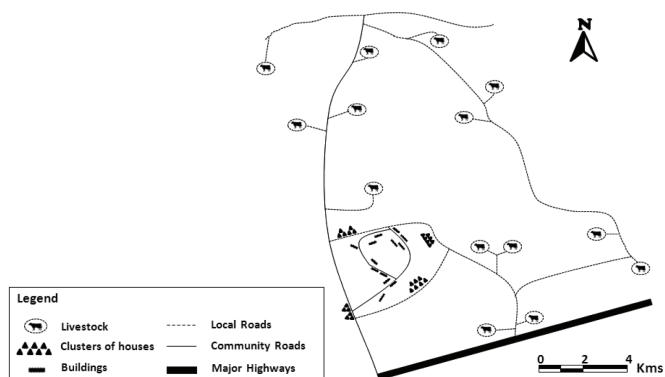 N
Legend
Livestock
Local Roads
Clusters of houses
Community Roads
Buildings
Major Highways
0 2 4
Kms